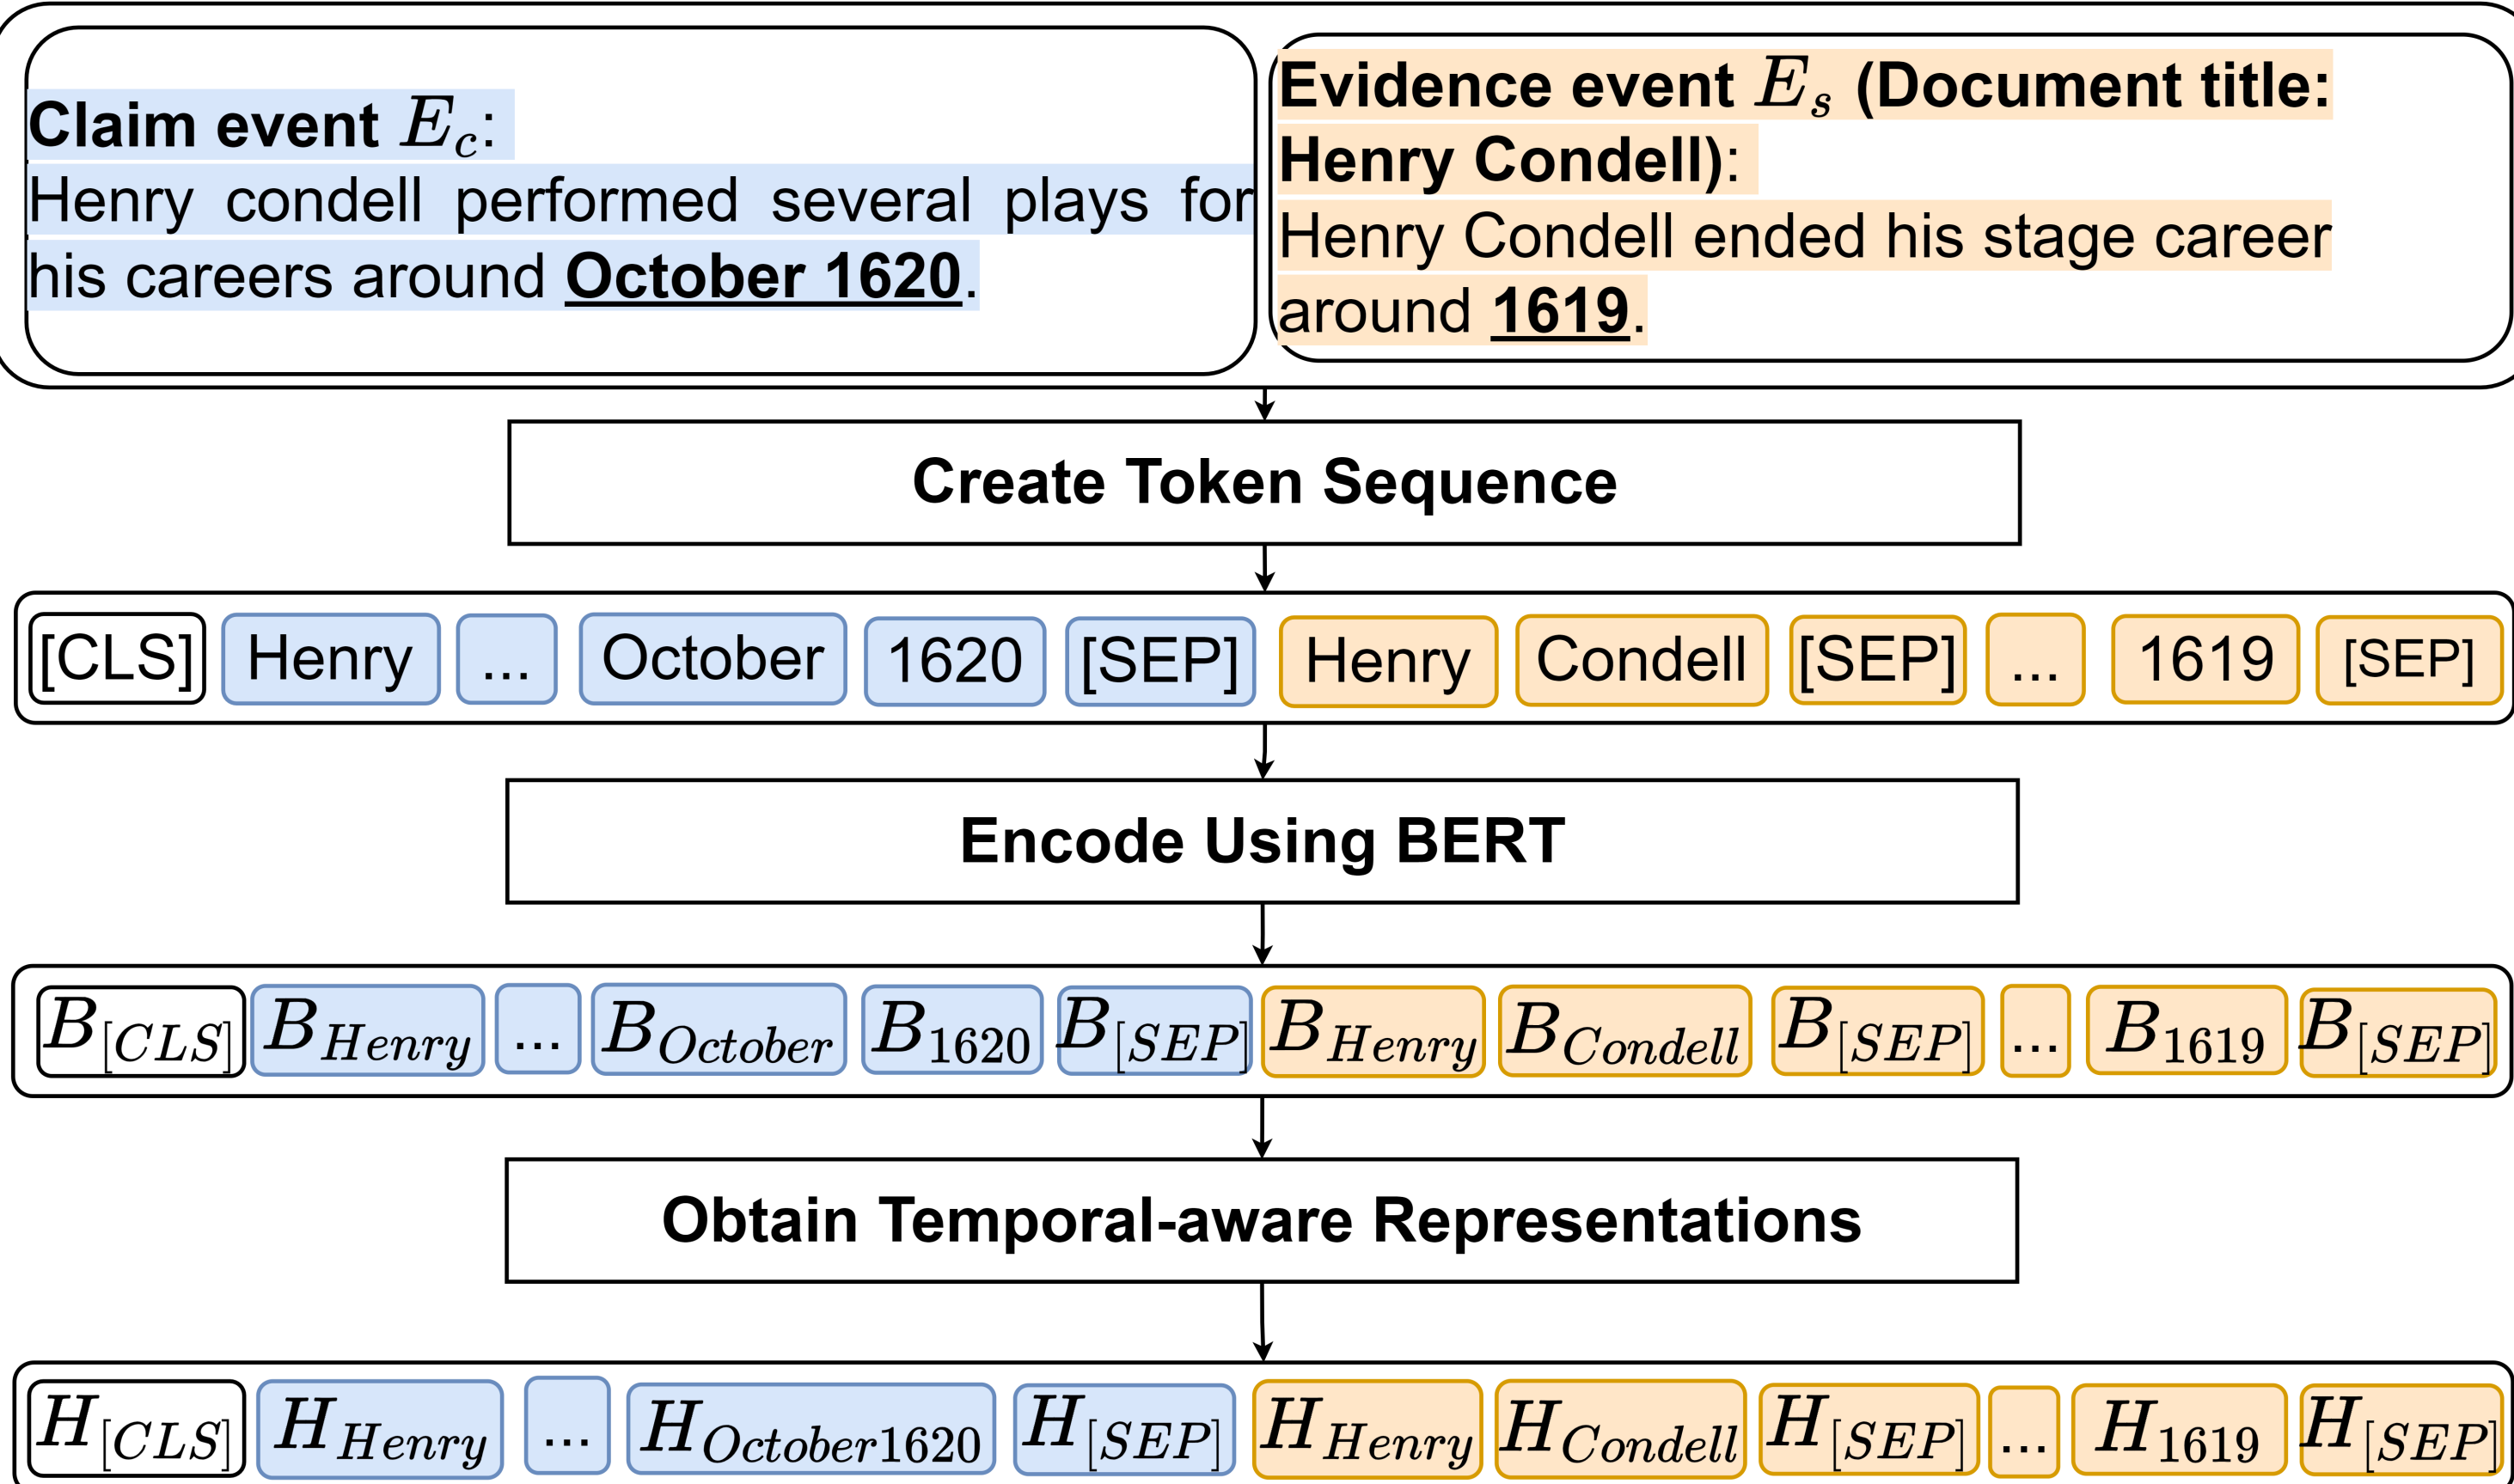 Claim event E_c:
Henry condell performed several plays for
his careers around October 1620.
Evidence event E_s (Document title:
Henry Condell):
Henry Condell ended his stage career
around 1619.
Create Token Sequence
[CLS] Henry ... October 1620 [SEP] Henry Condell [SEP] ... 1619 [SEP]
Encode Using BERT
B_[CLS] B_Henry ... B_October B_1620 B_[SEP] B_Henry B_Condell B_[SEP] ... B_1619 B_[SEP]
Obtain Temporal-aware Representations
H_[CLS] H_Henry ... H_October1620 H_[SEP] H_Henry H_Condell H_[SEP] ... H_1619 H_[SEP]